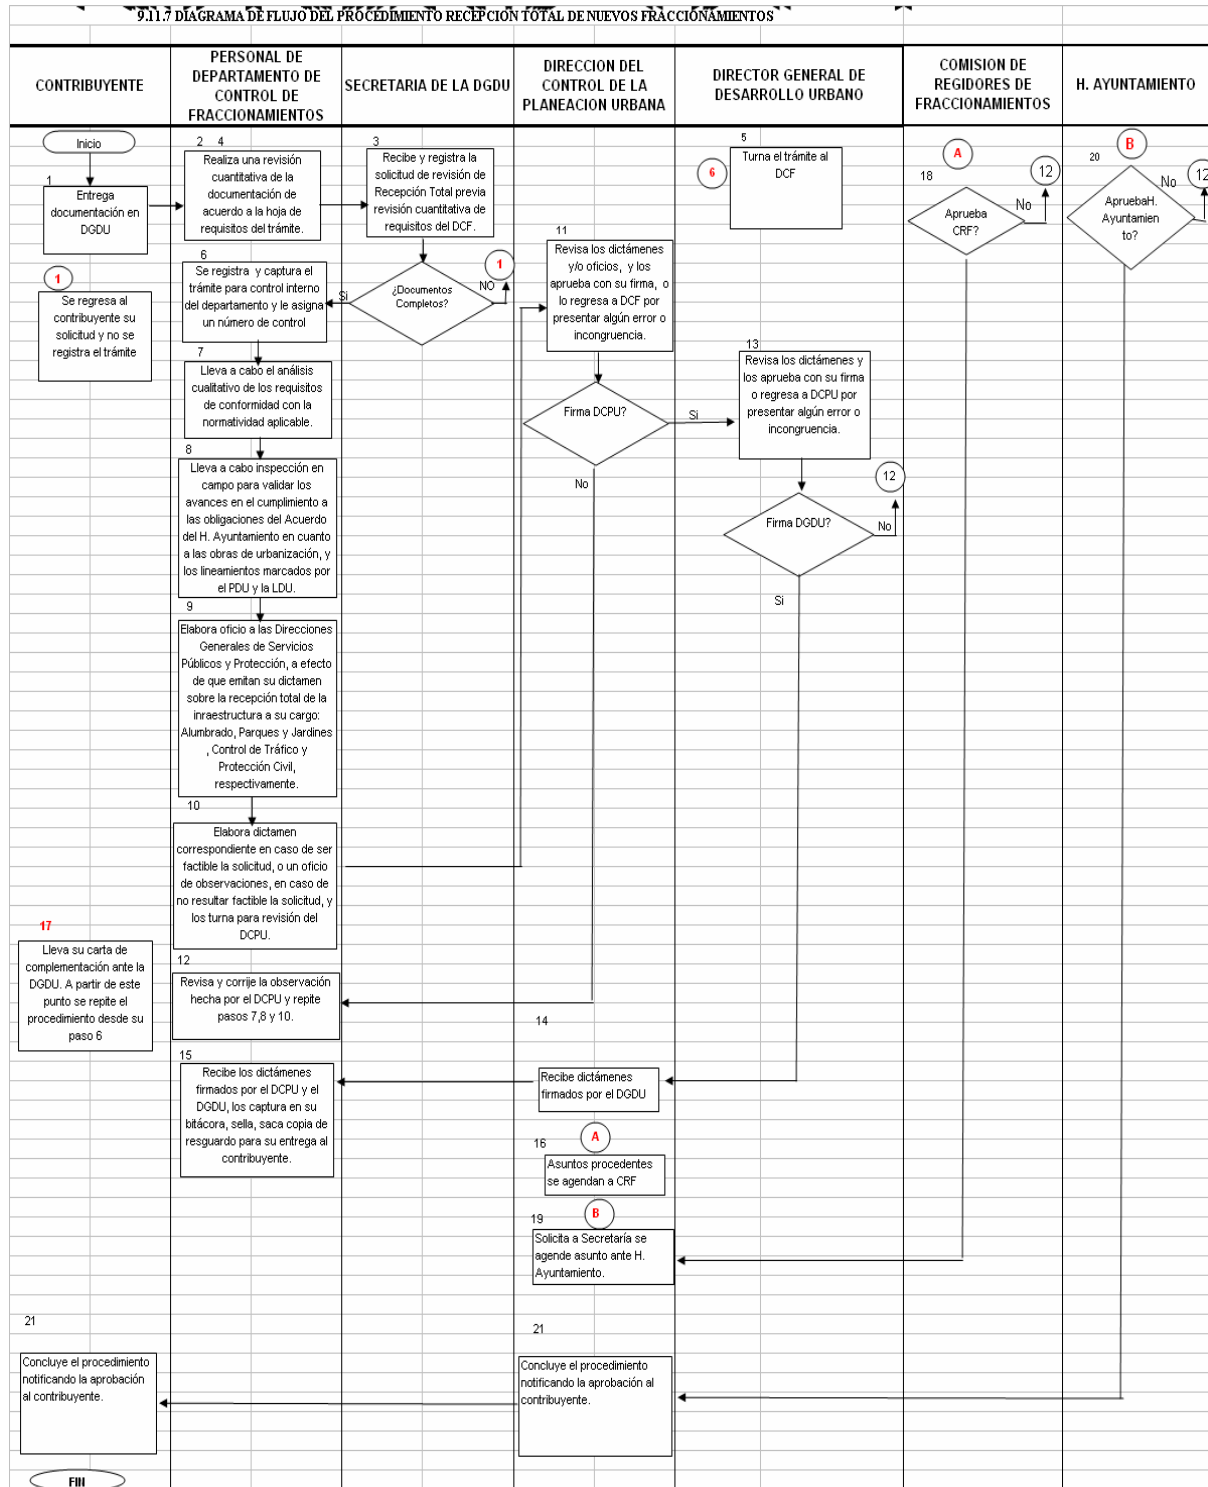 9.11.7 DIAGRAMA DE FLUJO DEL PROCEDIMIENTO RECEPCION TOTAL DE NUEVOS FRACCIONAMIENTOS
CONTRIBUYENTE
PERSONAL DE
DEPARTAMENTO DE
CONTROL DE
FRACCIONAMIENTOS
SECRETARIA DE LA DGDU
DIRECCION DEL
CONTROL DE LA
PLANEACION URBANA
DIRECTOR GENERAL DE
DESARROLLO URBANO
COMISION DE
REGIDORES DE
FRACCIONAMIENTOS
H. AYUNTAMIENTO
Inicio
1
Entrega
documentación en
DGDU
2 4
Realiza una revisión
cuantitativa de la
documentación de
acuerdo a la hoja de
requisitos del trámite.
3
Recibe y registra la
solicitud de revisión de
Recepción Total previa
revisión cuantitativa de
requisitos del DCF.
5
6
Turna el trámite al
DCF
A
18
Aprueba
CRF?
No
12
B
20
ApruebaH.
Ayuntamien
to?
No
12
1
Se regresa al
contribuyente su
solicitud y no se
registra el trámite
6
Se registra y captura el
trámite para control interno
del departamento y le asigna
un número de control
Si
¿Documentos
Completos?
NO
1
11
Revisa los dictámenes
y/o oficios, y los
aprueba con su firma, o
lo regresa a DCF por
presentar algún error o
incongruencia.
7
Lleva a cabo el análisis
cualitativo de los requisitos
de conformidad con la
normatividad aplicable.
Firma DCPU?
Si
No
13
Revisa los dictámenes y
los aprueba con su firma
o regresa a DCPU por
presentar algún error o
incongruencia.
12
Firma DGDU?
No
Si
8
Lleva a cabo inspección en
campo para validar los
avances en el cumplimiento a
las obligaciones del Acuerdo
del H. Ayuntamiento en cuanto
a las obras de urbanización, y
los lineamientos marcados por
el PDU y la LDU.
9
Elabora oficio a las Direcciones
Generales de Servicios
Públicos y Protección, a efecto
de que emitan su dictamen
sobre la recepción total de la
inraestructura a su cargo:
Alumbrado, Parques y Jardines
, Control de Tráfico y
Protección Civil,
respectivamente.
10
Elabora dictamen
correspondiente en caso de ser
factible la solicitud, o un oficio
de observaciones, en caso de
no resultar factible la solicitud, y
los turna para revisión del
DCPU.
17
Lleva su carta de
complementación ante la
DGDU. A partir de este
punto se repite el
procedimiento desde su
paso 6
12
Revisa y corrije la observación
hecha por el DCPU y repite
pasos 7,8 y 10.
14
Recibe dictámenes
firmados por el DGDU
15
Recibe los dictámenes
firmados por el DCPU y el
DGDU, los captura en su
bitácora, sella, saca copia de
resguardo para su entrega al
contribuyente.
A
16
Asuntos procedentes
se agendan a CRF
B
19
Solicita a Secretaría se
agende asunto ante H.
Ayuntamiento.
21
Concluye el procedimiento
notificando la aprobación
al contribuyente.
21
Concluye el procedimiento
notificando la aprobación al
contribuyente.
FIN